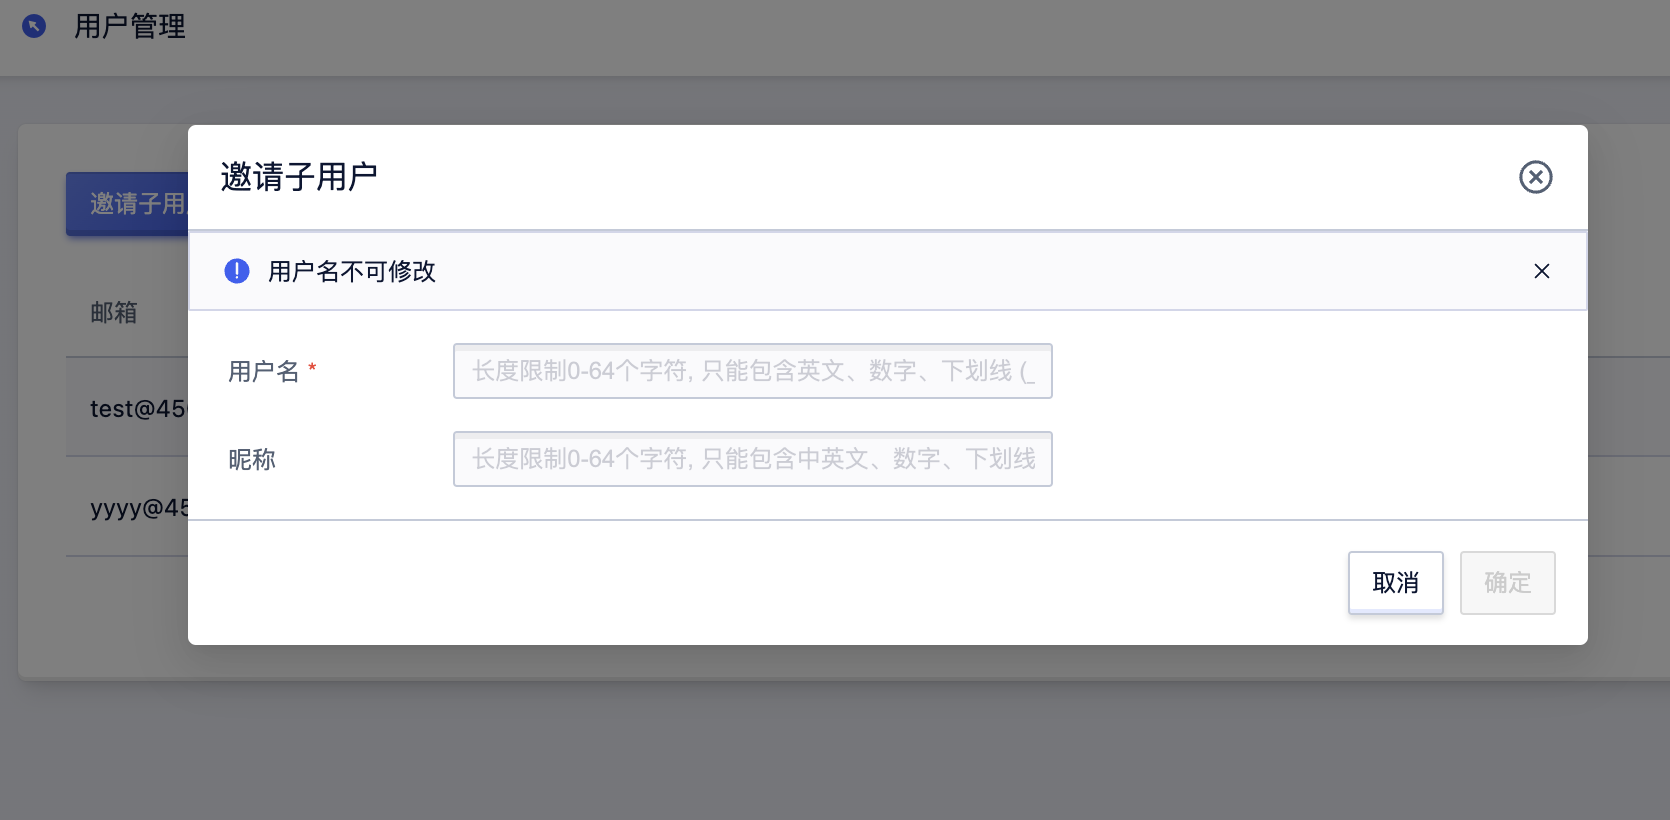 用户管理
邀请子用
邀请子用户
用户名不可修改
邮箱
用户名 *
长度限制0-64个字符, 只能包含英文、数字、下划线 (_
test@45
昵称
长度限制0-64个字符, 只能包含中英文、数字、下划线
yyyy@45
取消
确定